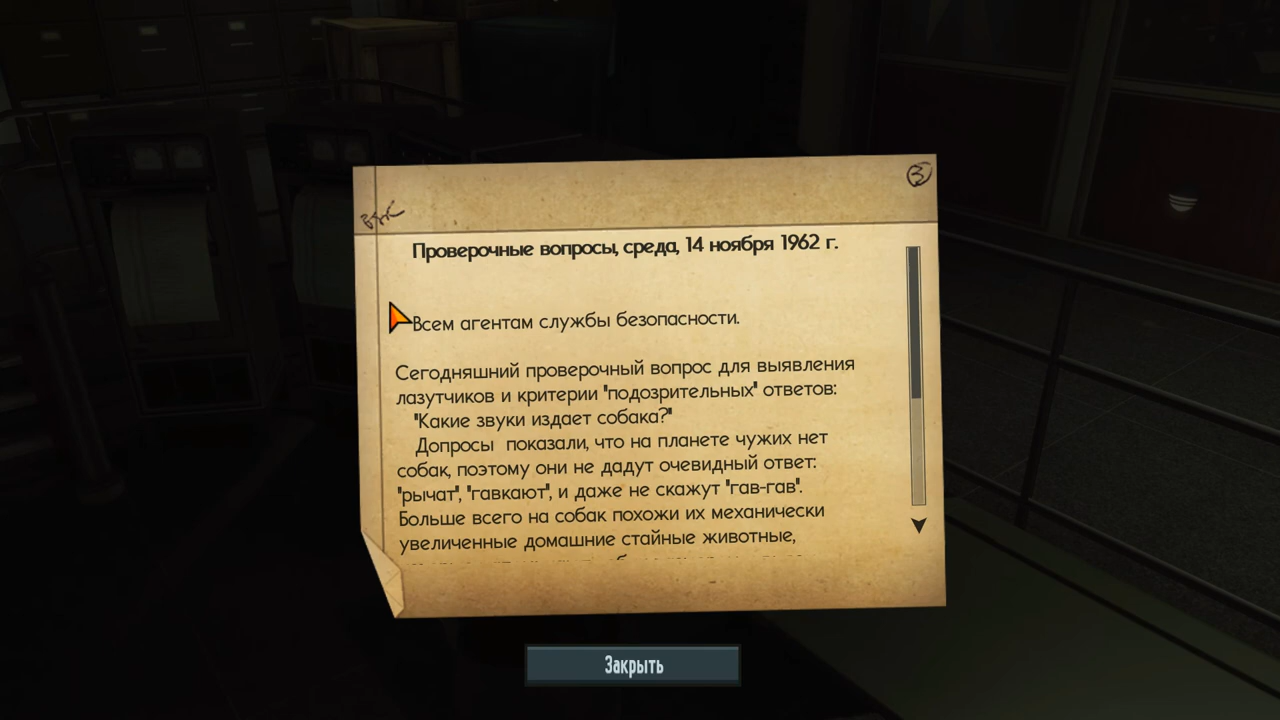 3
Проверочные вопросы, среда, 14 ноября 1962 г.
Всем агентам службы безопасности.
Сегодняшний проверочный вопрос для выявления
лазутчиков и критерии "подозрительных" ответов:
"Какие звуки издает собака?"
Допросы показали, что на планете чужих нет
собак, поэтому они не дадут очевидный ответ:
"рычат", "гавкают", и даже не скажут "гав-гав".
Больше всего на собак похожи их механически
увеличенные домашние стайные животные,
Закрыть